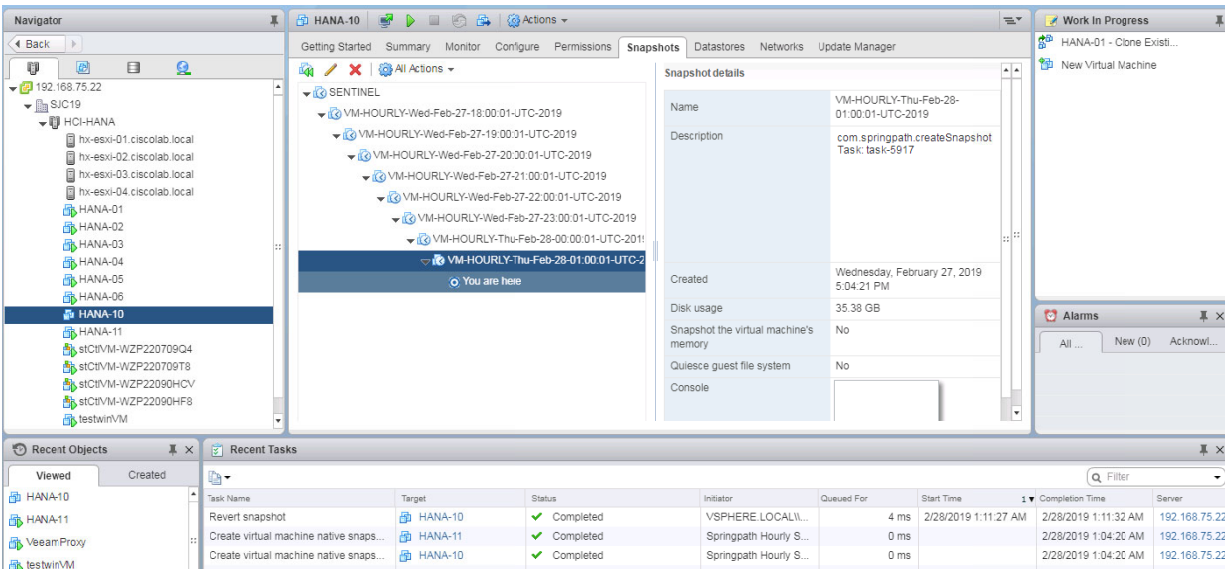 Navigator
Back
192.168.75.22
SJC19
HCI-HANA
hx-esxi-01.ciscolab.local
hx-esxi-02.ciscolab.local
hx-esxi-03.ciscolab.local
hx-esxi-04.ciscolab.local
HANA-01
HANA-02
HANA-03
HANA-04
HANA-05
HANA-06
HANA-10
HANA-11
stCtlVM-WZP220709Q4
stCtlVM-WZP220709T8
stCtlVM-WZP22090HCV
stCtlVM-WZP22090HF8
testwinVM
HANA-10 Actions
Getting Started Summary Monitor Configure Permissions Snapshots Datastores Networks Update Manager
All Actions
SENTINEL
VM-HOURLY-Wed-Feb-27-18:00:01-UTC-2019
VM-HOURLY-Wed-Feb-27-19:00:01-UTC-2019
VM-HOURLY-Wed-Feb-27-20:00:01-UTC-2019
VM-HOURLY-Wed-Feb-27-21:00:01-UTC-2019
VM-HOURLY-Wed-Feb-27-22:00:01-UTC-2019
VM-HOURLY-Wed-Feb-27-23:00:01-UTC-2019
VM-HOURLY-Thu-Feb-28-00:00:01-UTC-201
VM-HOURLY-Thu-Feb-28-01:00:01-UTC-2
You are here
Snapshot details
Name VM-HOURLY-Thu-Feb-28-
01:00:01-UTC-2019
Description com.springpath.createSnapshot
Task: task-5917
Created Wednesday, February 27, 2019
5:04:21 PM
Disk usage 35.38 GB
Snapshot the virtual machine's No
memory
Quiesce guest file system No
Console
Work In Progress
HANA-01 - Clone Existi...
New Virtual Machine
Alarms
All ... New (0) Acknowl...
Recent Objects
Viewed Created
HANA-10
HANA-11
VeeamProxy
testwinVM
Recent Tasks
Filter
Task Name Target Status Initiator Queued For Start Time 1 Completion Time Server
Revert snapshot HANA-10 Completed VSPHERE.LOCAL\\... 4 ms 2/28/2019 1:11:27 AM 2/28/2019 1:11:32 AM 192.168.75.22
Create virtual machine native snaps... HANA-11 Completed Springpath Hourly S... 0 ms 2/28/2019 1:04:20 AM 192.168.75.22
Create virtual machine native snaps... HANA-10 Completed Springpath Hourly S... 0 ms 2/28/2019 1:04:20 AM 192.168.75.22